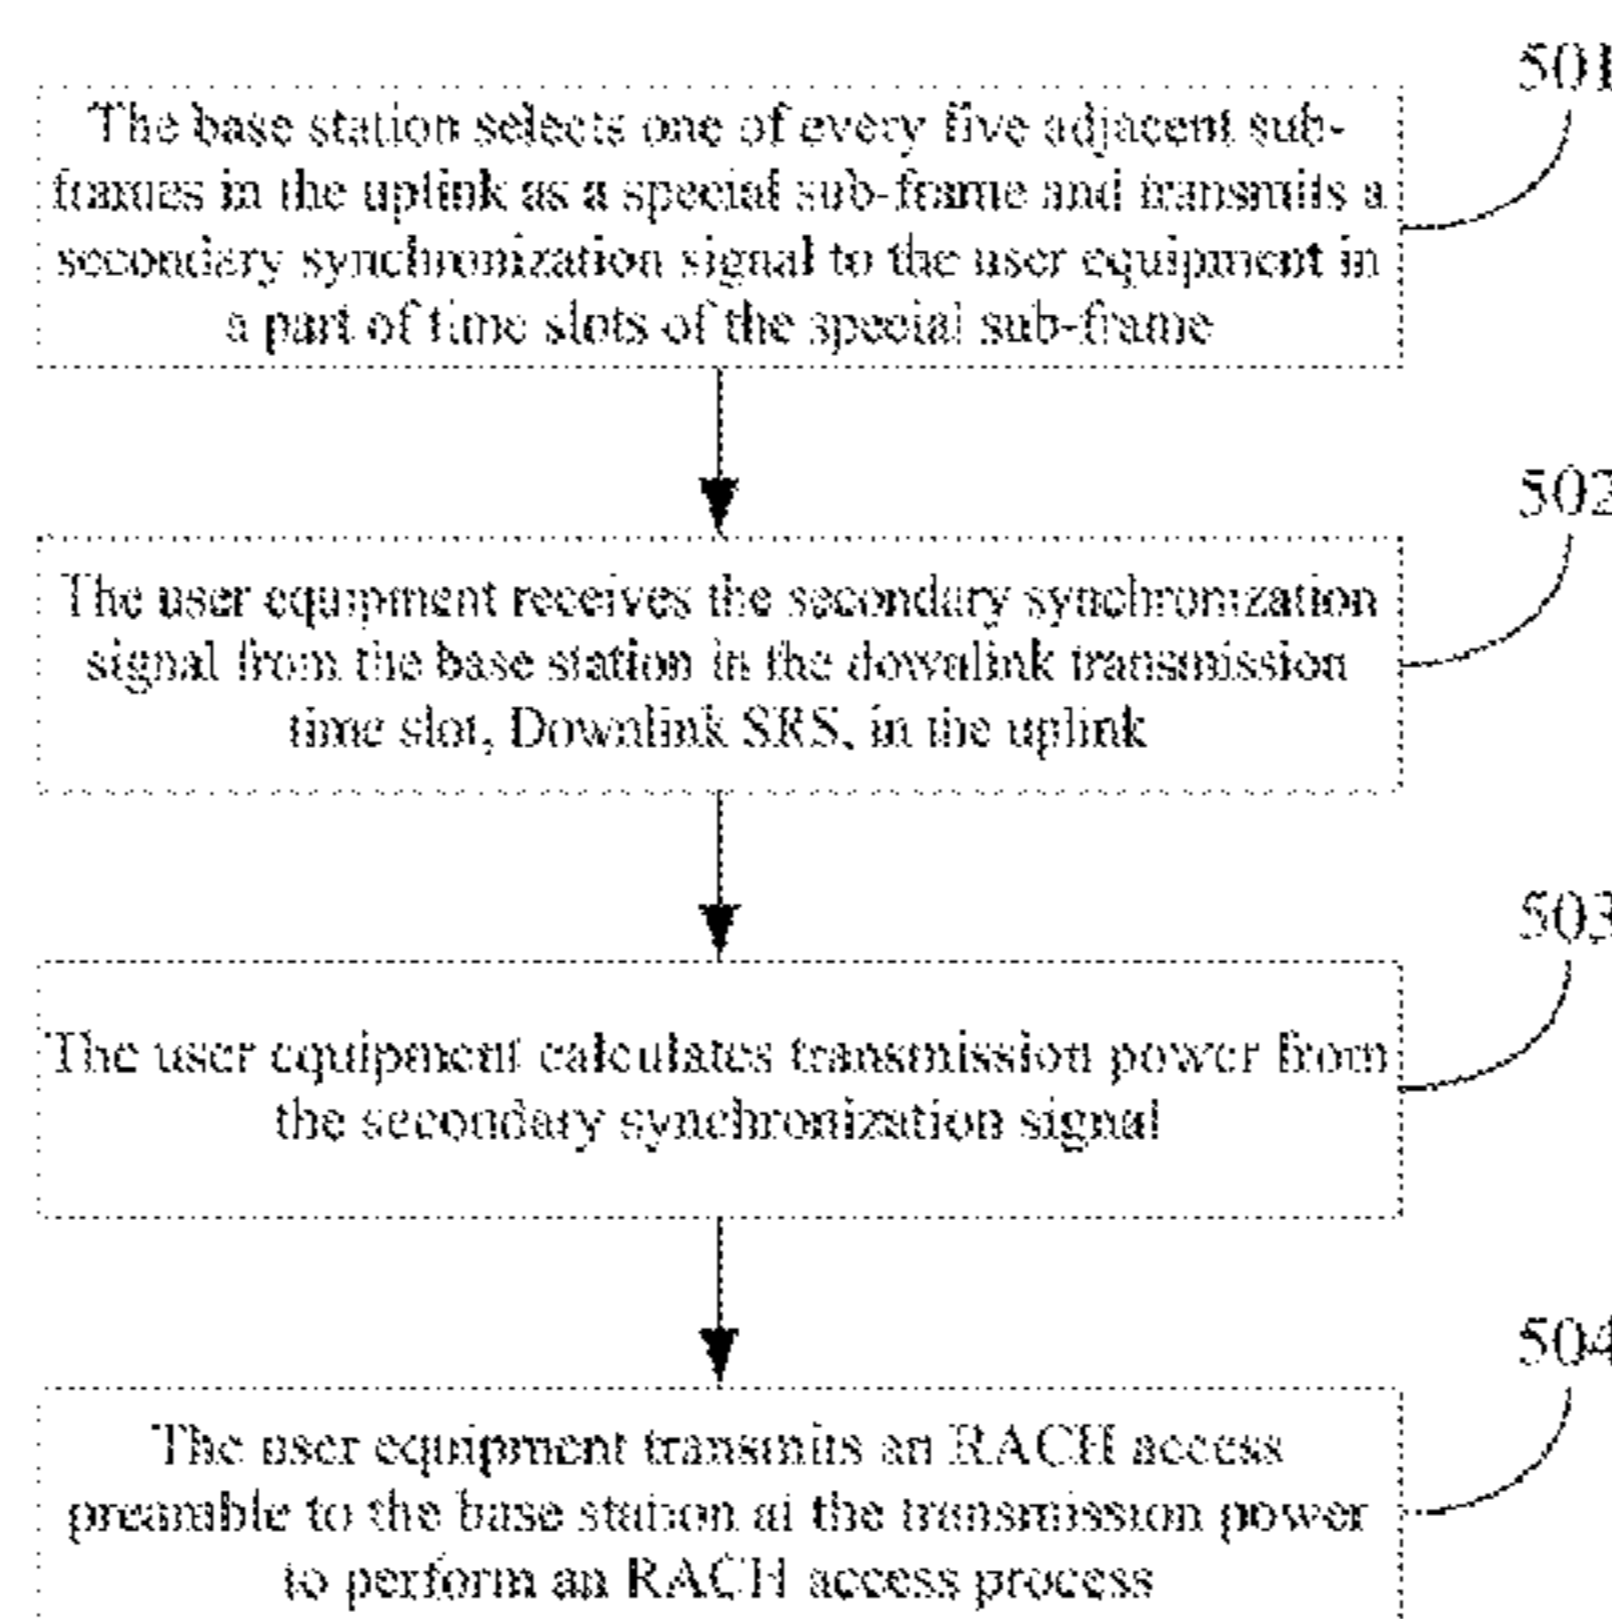 501
The base station selects one of every five adjacent sub-
frames in the uplink as a special sub-frame and transmits a
secondary synchronization signal to the user equipment in
a part of time slots of the special sub-frame
502
The user equipment receives the secondary synchronization
signal from the base station in the downlink transmission
time slot, Downlink SRS, in the uplink
503
The user equipment calculates transmission power from
the secondary synchronization signal
504
The user equipment transmits an RACH access
preamble to the base station at the transmission power
to perform an RACH access process